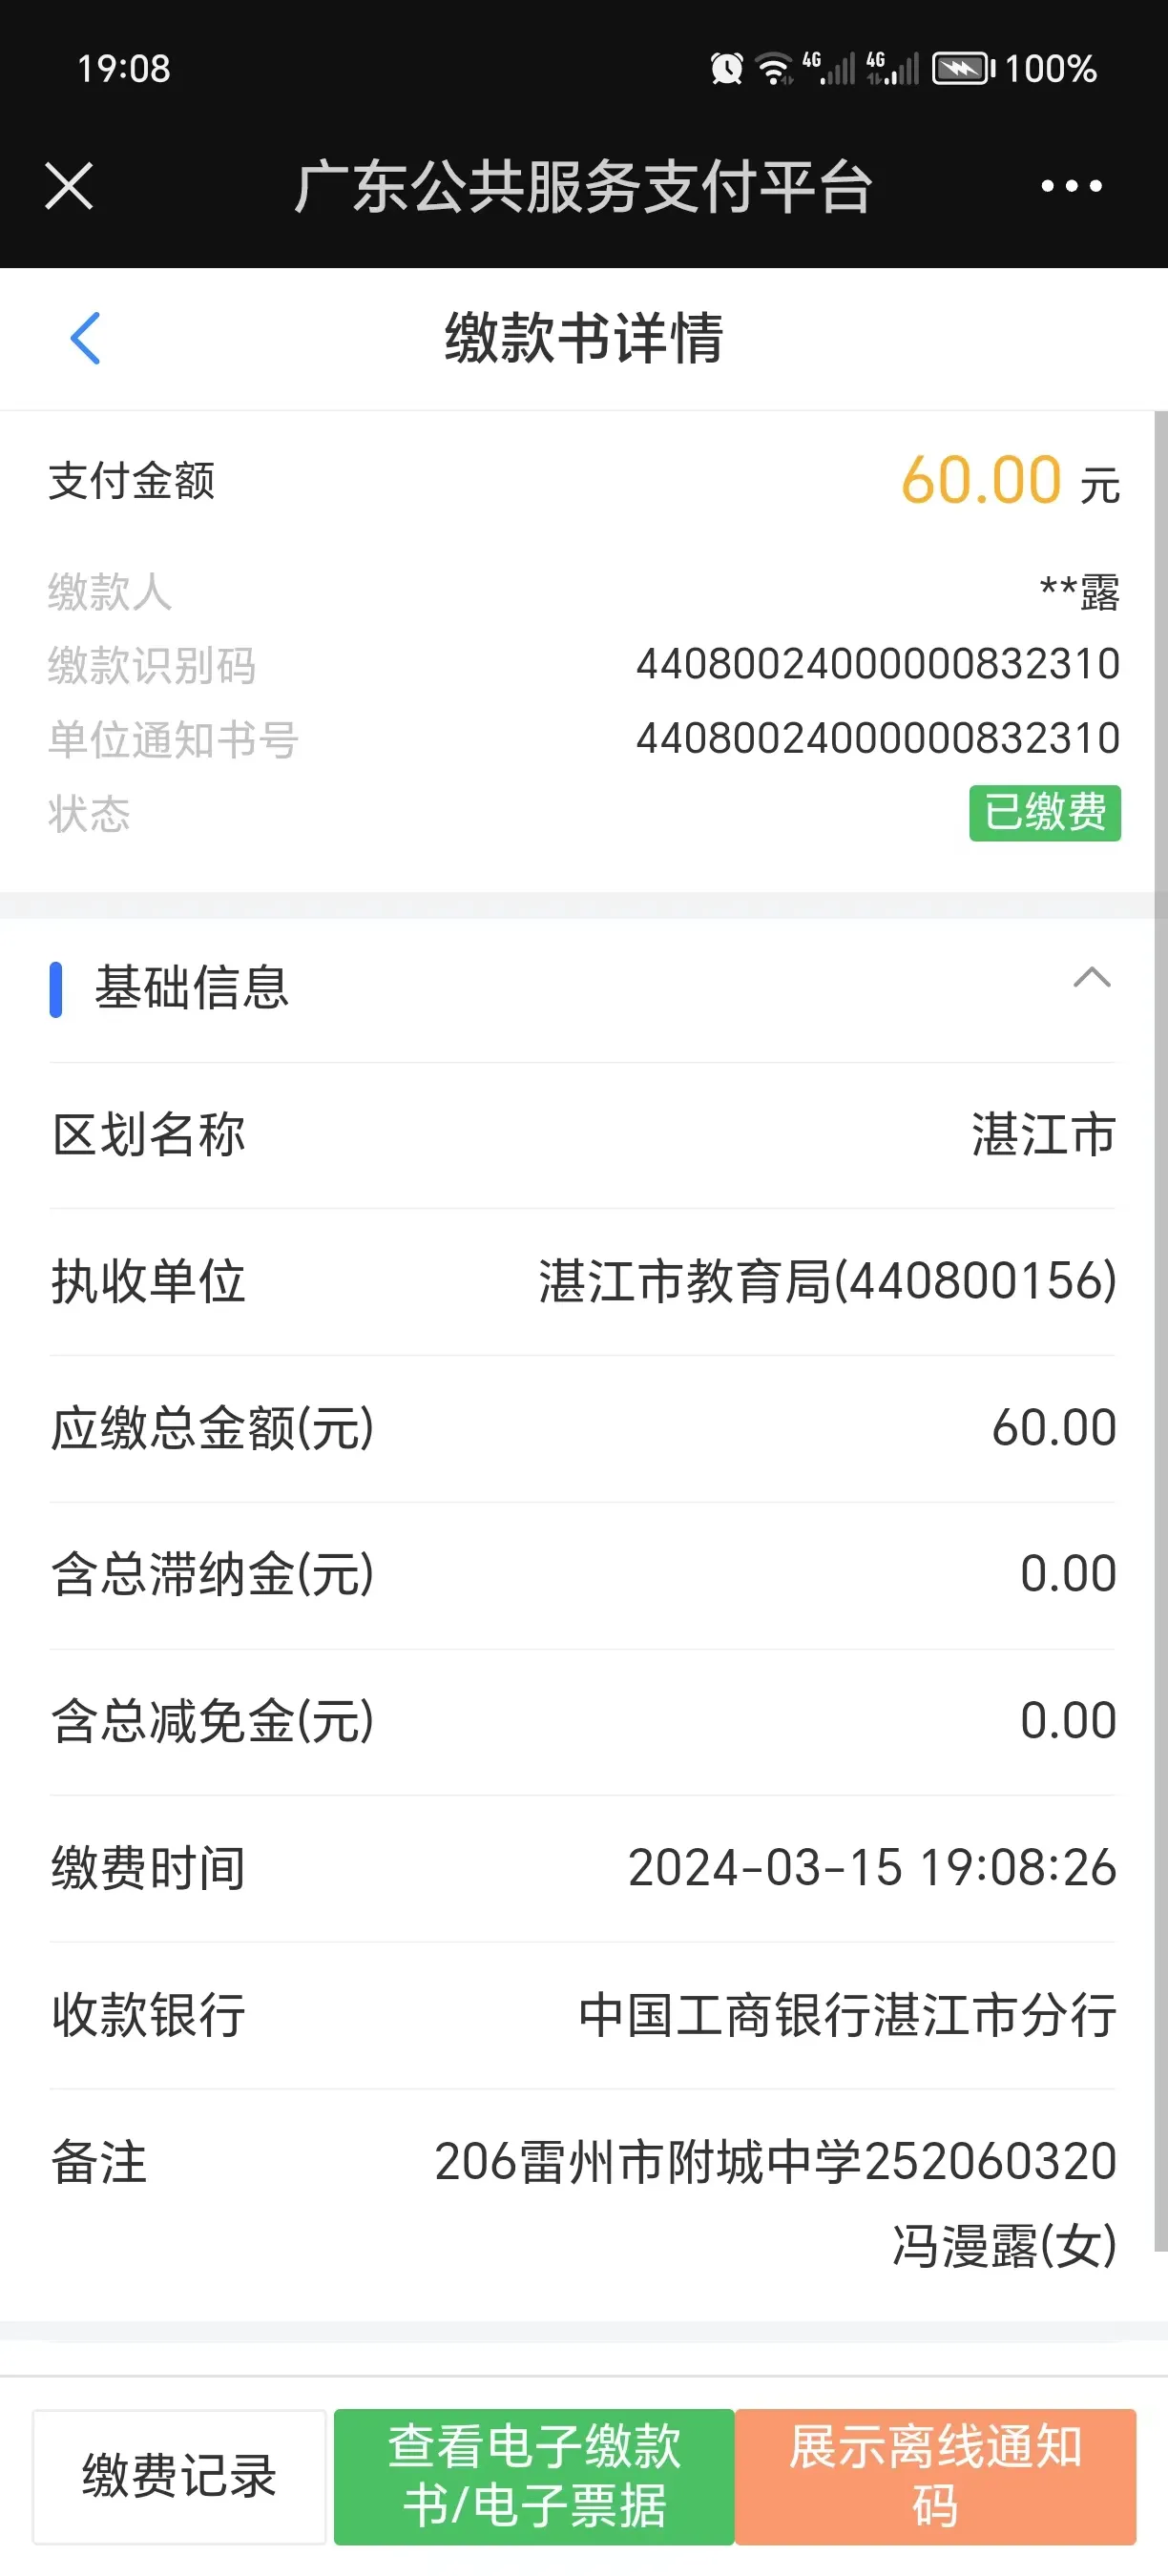 19:08 4G 4G 100%
广东公共服务支付平台
缴款书详情
支付金额 60.00 元
缴款人 **露
缴款识别码 44080024000000832310
单位通知书号 44080024000000832310
状态 已缴费
基础信息
区划名称 湛江市
执收单位 湛江市教育局(440800156)
应缴总金额(元) 60.00
含总滞纳金(元) 0.00
含总减免金(元) 0.00
缴费时间 2024-03-15 19:08:26
收款银行 中国工商银行湛江市分行
备注 206雷州市附城中学252060320
冯漫露(女)
缴费记录
查看电子缴款
书/电子票据
展示离线通知
码